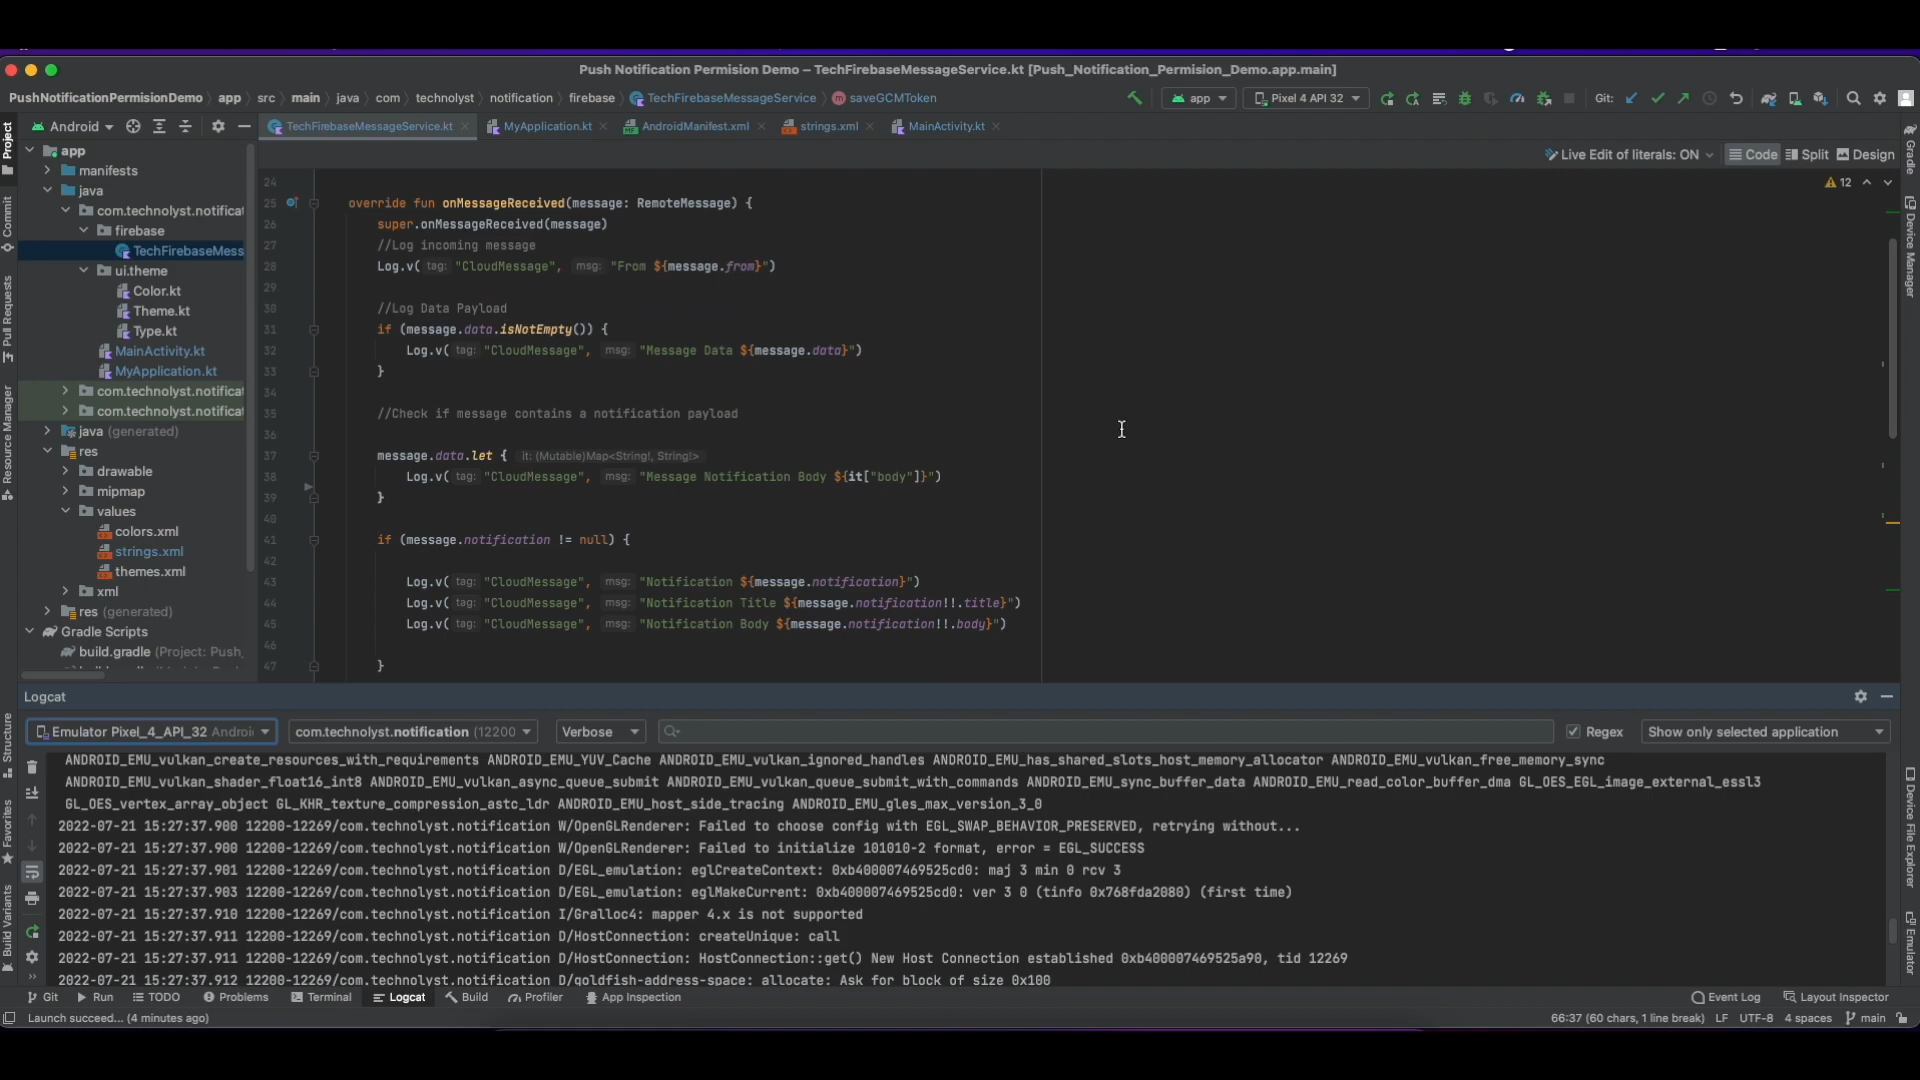 Push Notification Permision Demo – TechFirebaseMessageService.kt [Push_Notification_Permision_Demo.app.main]
PushNotificationPermisionDemo app src main java com technolyst notification firebase TechFirebaseMessageService saveGCMToken
app Pixel 4 API 32 Git:
Android
TechFirebaseMessageService.kt MyApplication.kt AndroidManifest.xml strings.xml MainActivity.kt
Live Edit of literals: ON Code Split Design
12
Project
Commit
Pull Requests
Resource Manager
Structure
Favorites
Build Variants
app
manifests
java
com.technolyst.notificat
firebase
TechFirebaseMess
ui.theme
Color.kt
Theme.kt
Type.kt
MainActivity.kt
MyApplication.kt
com.technolyst.notificat
com.technolyst.notificat
java (generated)
res
drawable
mipmap
values
colors.xml
strings.xml
themes.xml
xml
res (generated)
Gradle Scripts
build.gradle (Project: Push_
24
25 override fun onMessageReceived(message: RemoteMessage) {
26 super.onMessageReceived(message)
27 //Log incoming message
28 Log.v( tag: "CloudMessage", msg: "From ${message.from}")
29
30 //Log Data Payload
31 if (message.data.isNotEmpty()) {
32 Log.v( tag: "CloudMessage", msg: "Message Data ${message.data}")
33 }
34
35 //Check if message contains a notification payload
36
37 message.data.let { it: (Mutable)Map<String!, String!>
38 Log.v( tag: "CloudMessage", msg: "Message Notification Body ${it["body"]}")
39 }
40
41 if (message.notification != null) {
42
43 Log.v( tag: "CloudMessage", msg: "Notification ${message.notification}")
44 Log.v( tag: "CloudMessage", msg: "Notification Title ${message.notification!!.title}")
45 Log.v( tag: "CloudMessage", msg: "Notification Body ${message.notification!!.body}")
46
47 }
Gradle
Device Manager
Device File Explorer
Emulator
Logcat
Emulator Pixel_4_API_32 Androi com.technolyst.notification (12200 Verbose Regex Show only selected application
ANDROID_EMU_vulkan_create_resources_with_requirements ANDROID_EMU_YUV_Cache ANDROID_EMU_vulkan_ignored_handles ANDROID_EMU_has_shared_slots_host_memory_allocator ANDROID_EMU_vulkan_free_memory_sync
ANDROID_EMU_vulkan_shader_float16_int8 ANDROID_EMU_vulkan_async_queue_submit ANDROID_EMU_vulkan_queue_submit_with_commands ANDROID_EMU_sync_buffer_data ANDROID_EMU_read_color_buffer_dma GL_OES_EGL_image_external_essl3
GL_OES_vertex_array_object GL_KHR_texture_compression_astc_ldr ANDROID_EMU_host_side_tracing ANDROID_EMU_gles_max_version_3_0
2022-07-21 15:27:37.900 12200-12269/com.technolyst.notification W/OpenGLRenderer: Failed to choose config with EGL_SWAP_BEHAVIOR_PRESERVED, retrying without...
2022-07-21 15:27:37.900 12200-12269/com.technolyst.notification W/OpenGLRenderer: Failed to initialize 101010-2 format, error = EGL_SUCCESS
2022-07-21 15:27:37.901 12200-12269/com.technolyst.notification D/EGL_emulation: eglCreateContext: 0xb400007469525cd0: maj 3 min 0 rcv 3
2022-07-21 15:27:37.903 12200-12269/com.technolyst.notification D/EGL_emulation: eglMakeCurrent: 0xb400007469525cd0: ver 3 0 (tinfo 0x768fda2080) (first time)
2022-07-21 15:27:37.910 12200-12269/com.technolyst.notification I/Gralloc4: mapper 4.x is not supported
2022-07-21 15:27:37.911 12200-12269/com.technolyst.notification D/HostConnection: createUnique: call
2022-07-21 15:27:37.911 12200-12269/com.technolyst.notification D/HostConnection: HostConnection::get() New Host Connection established 0xb400007469525a90, tid 12269
2022-07-21 15:27:37.912 12200-12269/com.technolyst.notification D/goldfish-address-space: allocate: Ask for block of size 0x100
Git Run TODO Problems Terminal Logcat Build Profiler App Inspection Event Log Layout Inspector
Launch succeed... (4 minutes ago) 66:37 (60 chars, 1 line break) LF UTF-8 4 spaces main